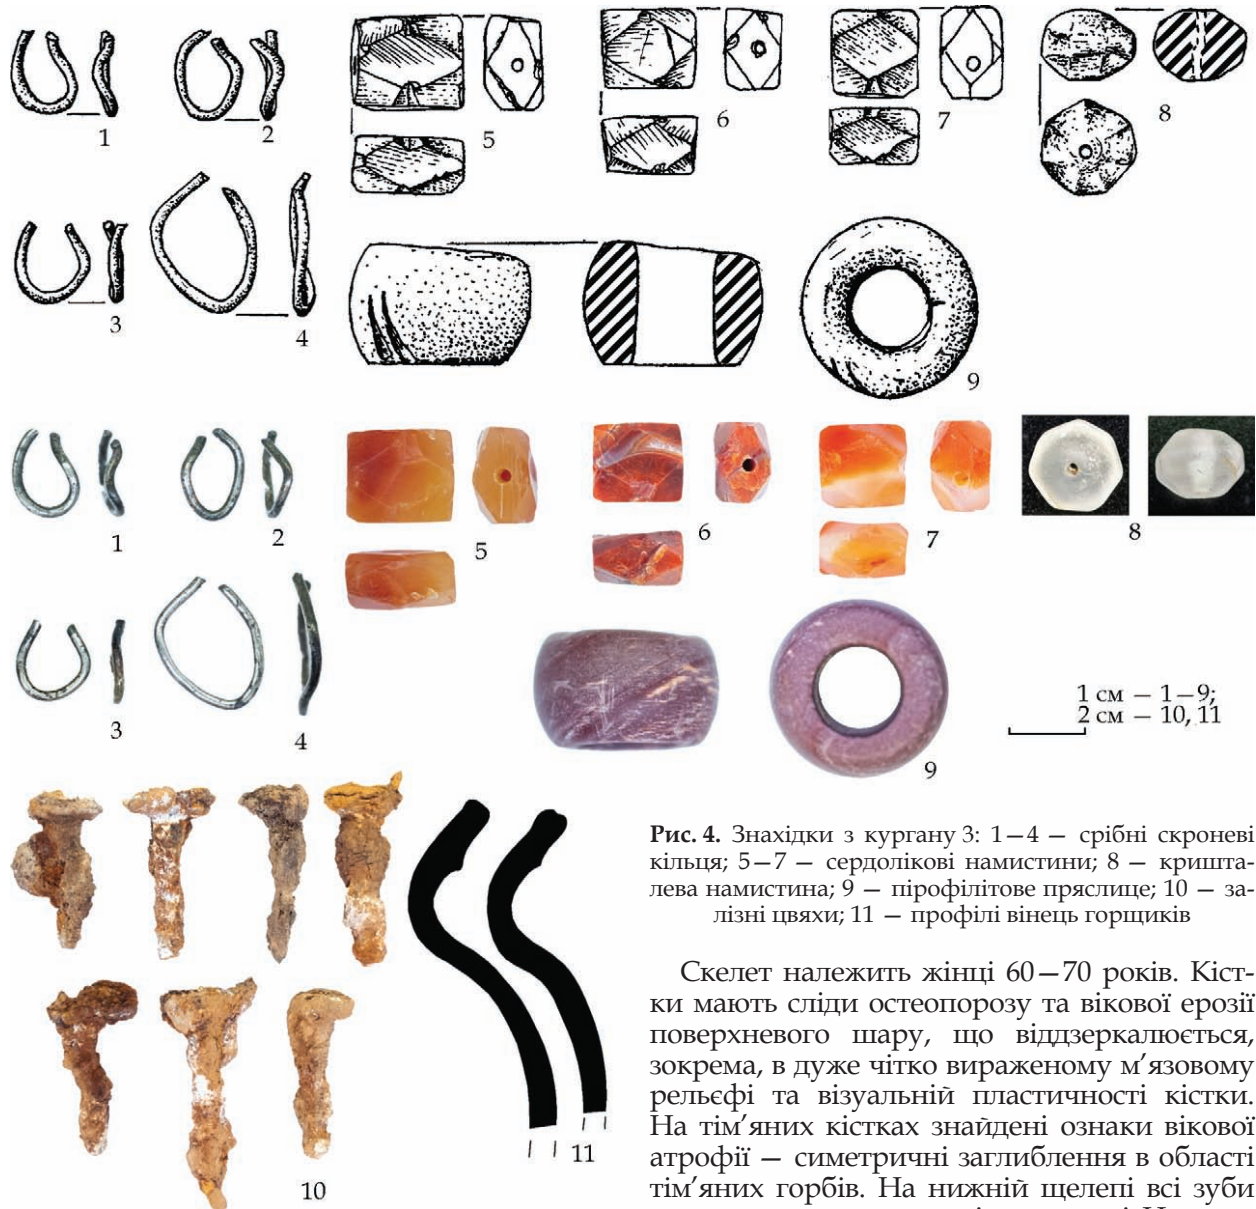 1
2
3
4
5
6
7
8
9
1
2
3
4
5
6
7
8
9
1 см — 1—9;
2 см — 10, 11
10
11
Рис. 4. Знахідки з кургану 3: 1—4 — срібні скроневі
кільця; 5—7 — сердолікові намистини; 8 — кришта-
лева намистина; 9 — пірофілітове пряслице; 10 — за-
лізні цвяхи; 11 — профілі вінець горщиків
Скелет належить жінці 60—70 років. Кіст-
ки мають сліди остеопорозу та вікової ерозії
поверхневого шару, що віддзеркалюється,
зокрема, в дуже чітко вираженому м’язовому
рельєфі та візуальній пластичності кістки.
На тім’яних кістках знайдені ознаки вікової
атрофії — симетричні заглиблення в області
тім’яних горбів. На нижній щелепі всі зуби